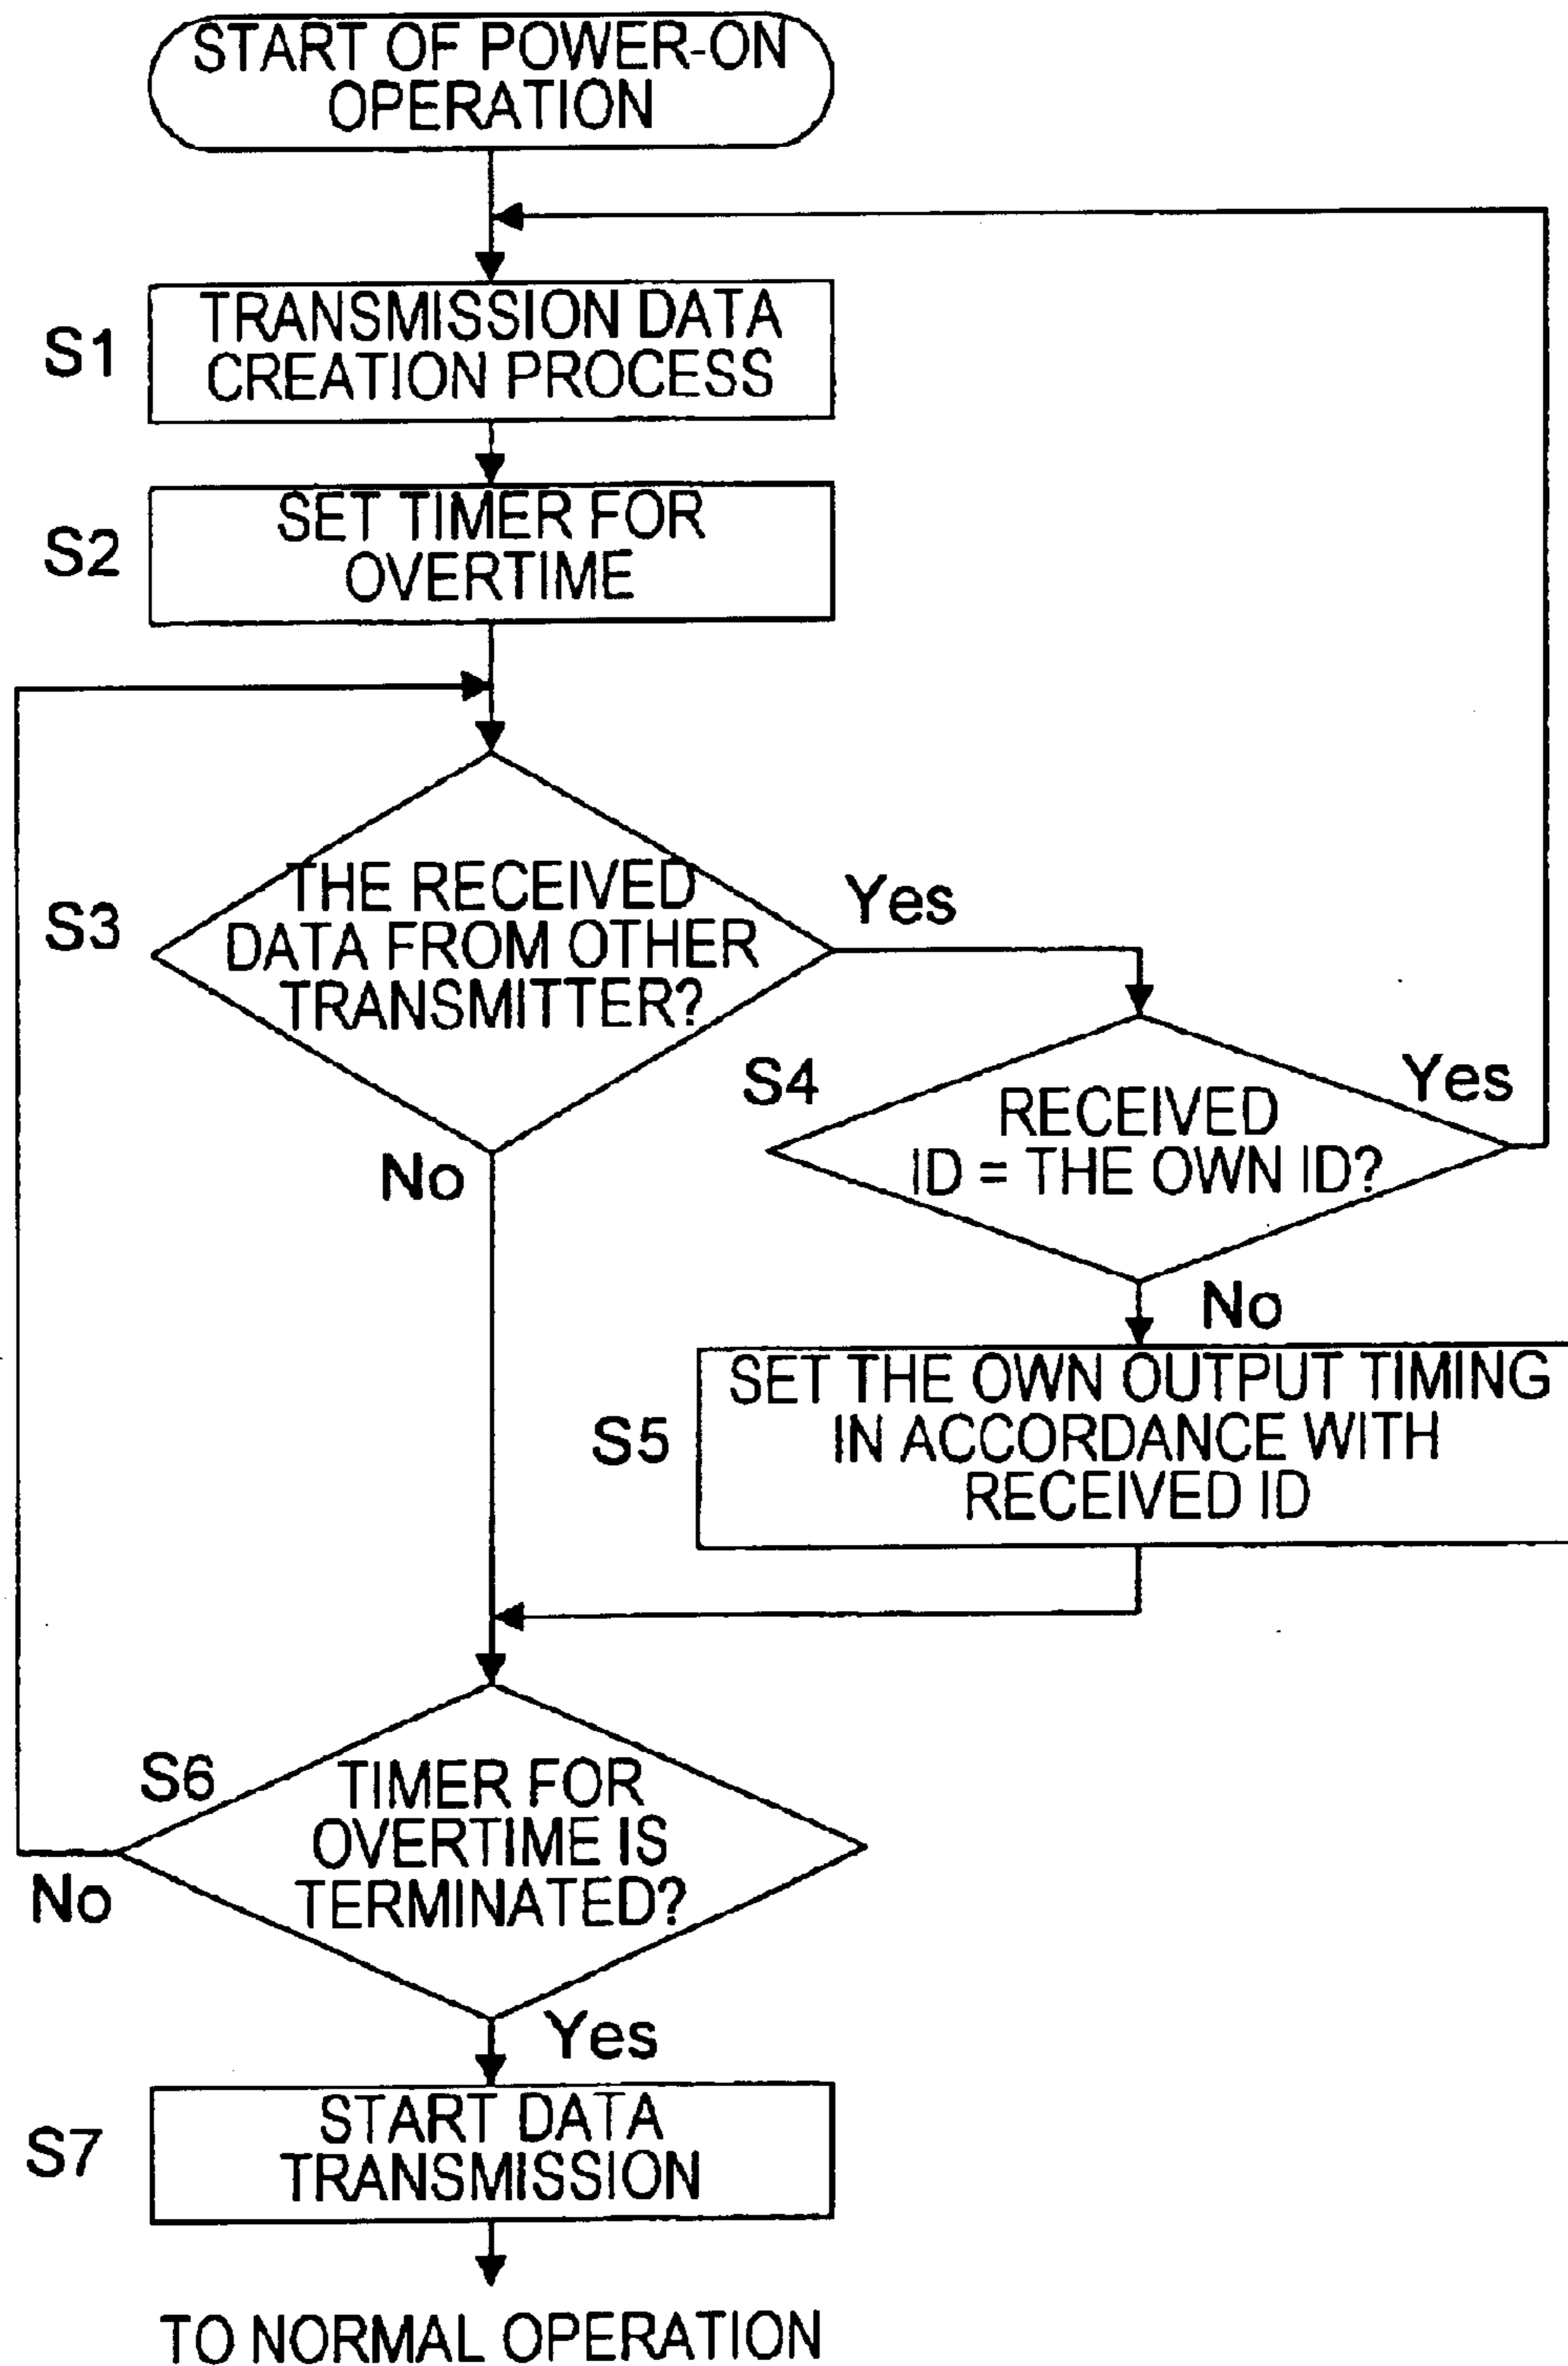 START OF POWER-ON
OPERATION
S1
TRANSMISSION DATA
CREATION PROCESS
S2
SET TIMER FOR
OVERTIME
S3
THE RECEIVED
DATA FROM OTHER
TRANSMITTER?
Yes
No
S4
RECEIVED
ID = THE OWN ID?
Yes
No
S5
SET THE OWN OUTPUT TIMING
IN ACCORDANCE WITH
RECEIVED ID
S6
TIMER FOR
OVERTIME IS
TERMINATED?
No
Yes
S7
START DATA
TRANSMISSION
TO NORMAL OPERATION